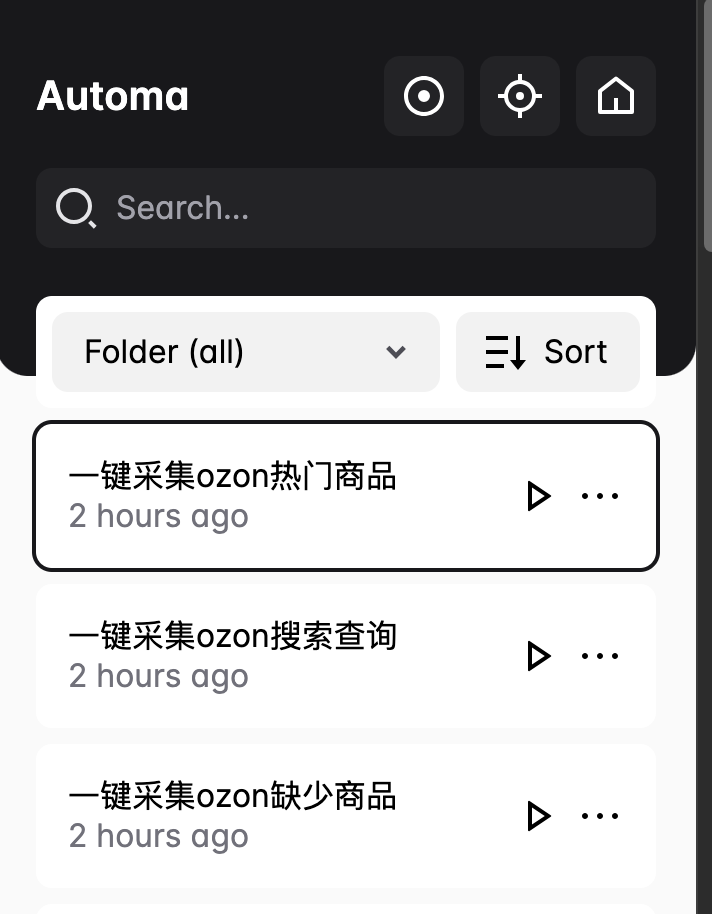 Automa
Search...
Folder (all)
Sort
一键采集ozon热门商品
2 hours ago
一键采集ozon搜索查询
2 hours ago
一键采集ozon缺少商品
2 hours ago